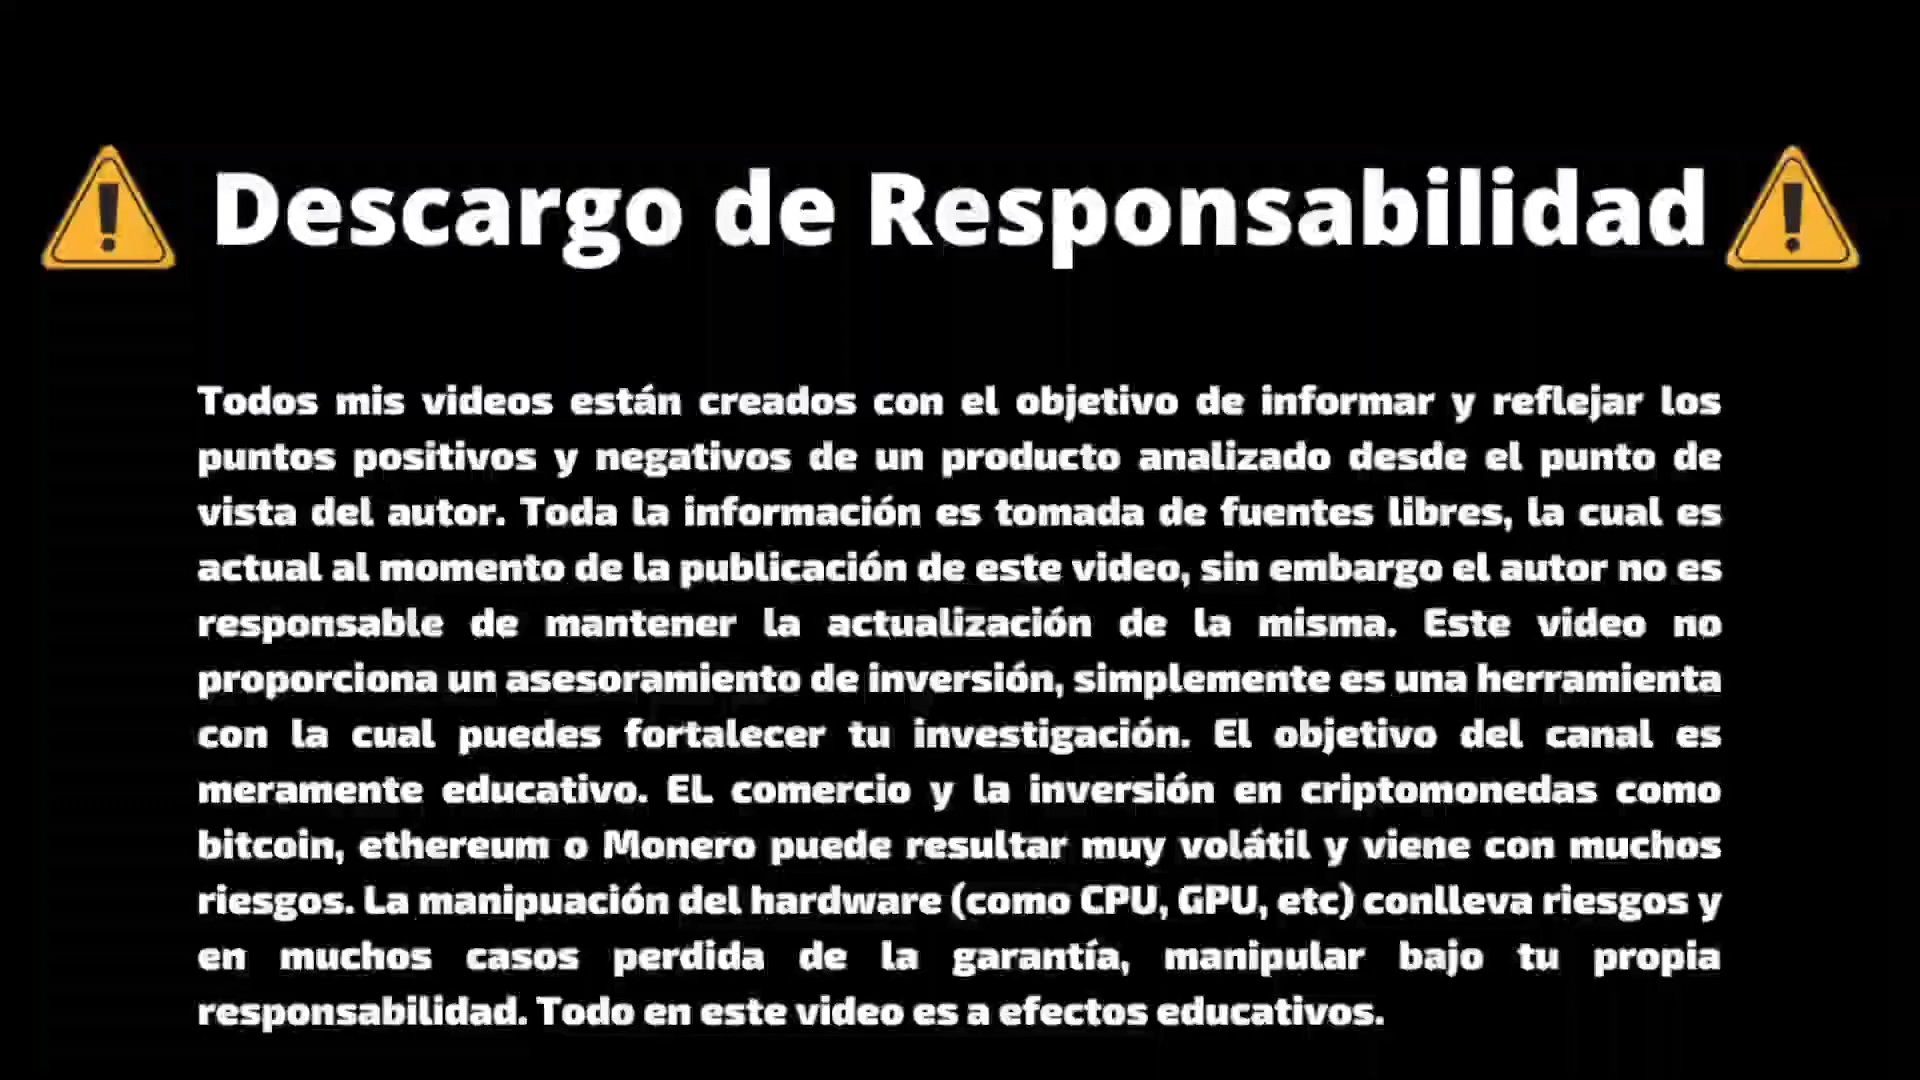 Descargo de Responsabilidad
Todos mis videos están creados con el objetivo de informar y reflejar los
puntos positivos y negativos de un producto analizado desde el punto de
vista del autor. Toda la información es tomada de fuentes libres, la cual es
actual al momento de la publicación de este video, sin embargo el autor no es
responsable de mantener la actualización de la misma. Este video no
proporciona un asesoramiento de inversión, simplemente es una herramienta
con la cual puedes fortalecer tu investigación. El objetivo del canal es
meramente educativo. EL comercio y la inversión en criptomonedas como
bitcoin, ethereum o Monero puede resultar muy volátil y viene con muchos
riesgos. La manipuación del hardware (como CPU, GPU, etc) conlleva riesgos y
en muchos casos perdida de la garantía, manipular bajo tu propia
responsabilidad. Todo en este video es a efectos educativos.